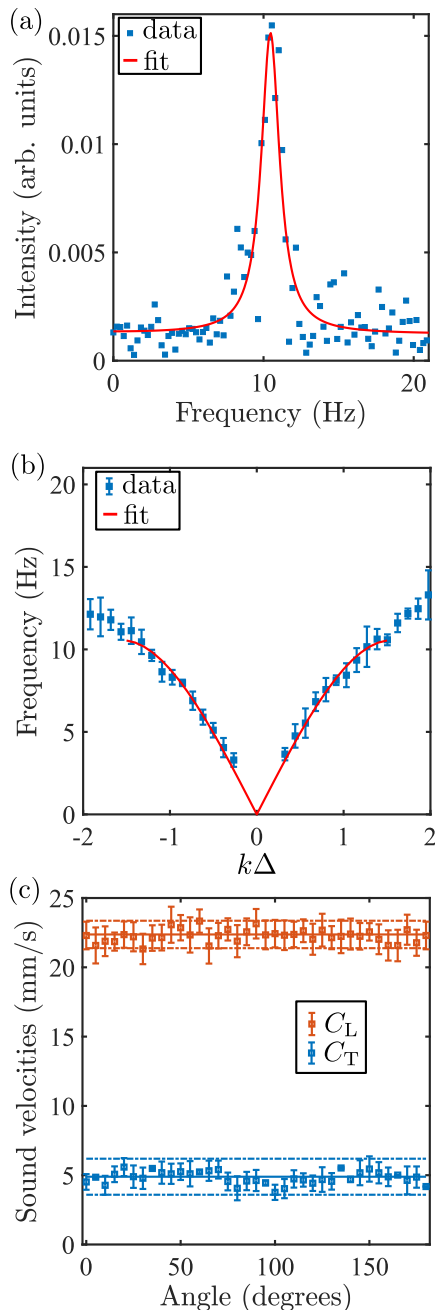 (a)
data
fit
0.015
0.01
0.005
0
Intensity (arb. units)
0 10 20
Frequency (Hz)
(b)
data
fit
20
15
10
5
0
Frequency (Hz)
-2 -1 0 1 2
kΔ
(c)
25
20
15
10
5
0
Sound velocities (mm/s)
C_L
C_T
0 50 100 150
Angle (degrees)